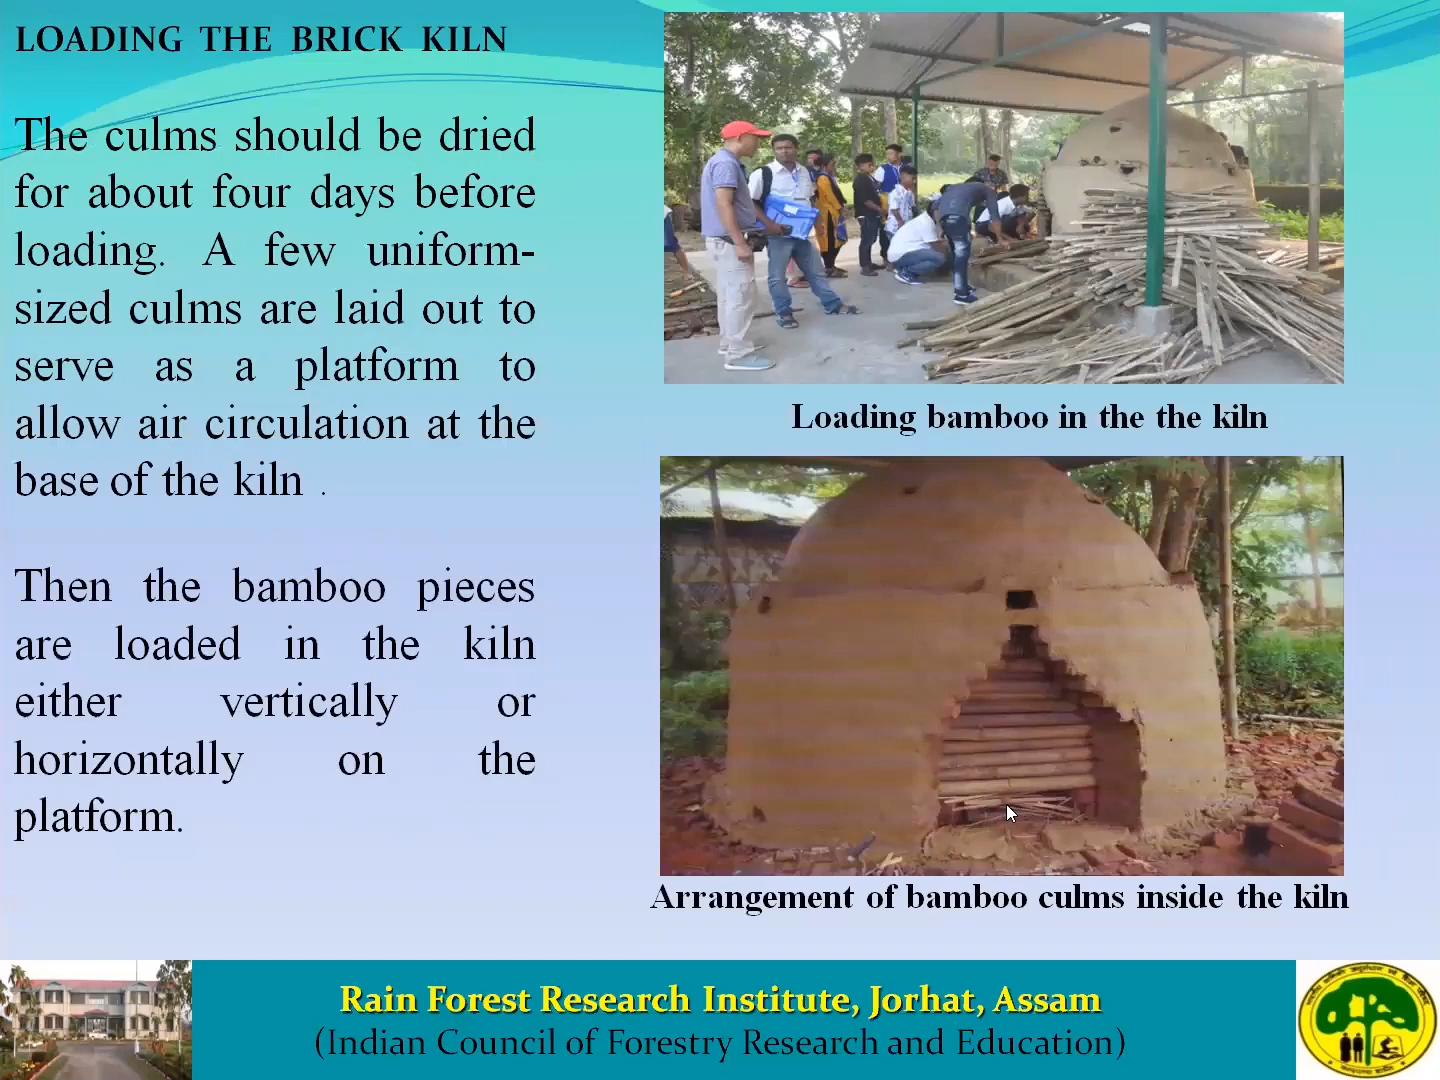 LOADING THE BRICK KILN
The culms should be dried
for about four days before
loading. A few uniform-
sized culms are laid out to
serve as a platform to
allow air circulation at the
base of the kiln .
Then the bamboo pieces
are loaded in the kiln
either vertically or
horizontally on the
platform.
Loading bamboo in the the kiln
Arrangement of bamboo culms inside the kiln
Rain Forest Research Institute, Jorhat, Assam
(Indian Council of Forestry Research and Education)